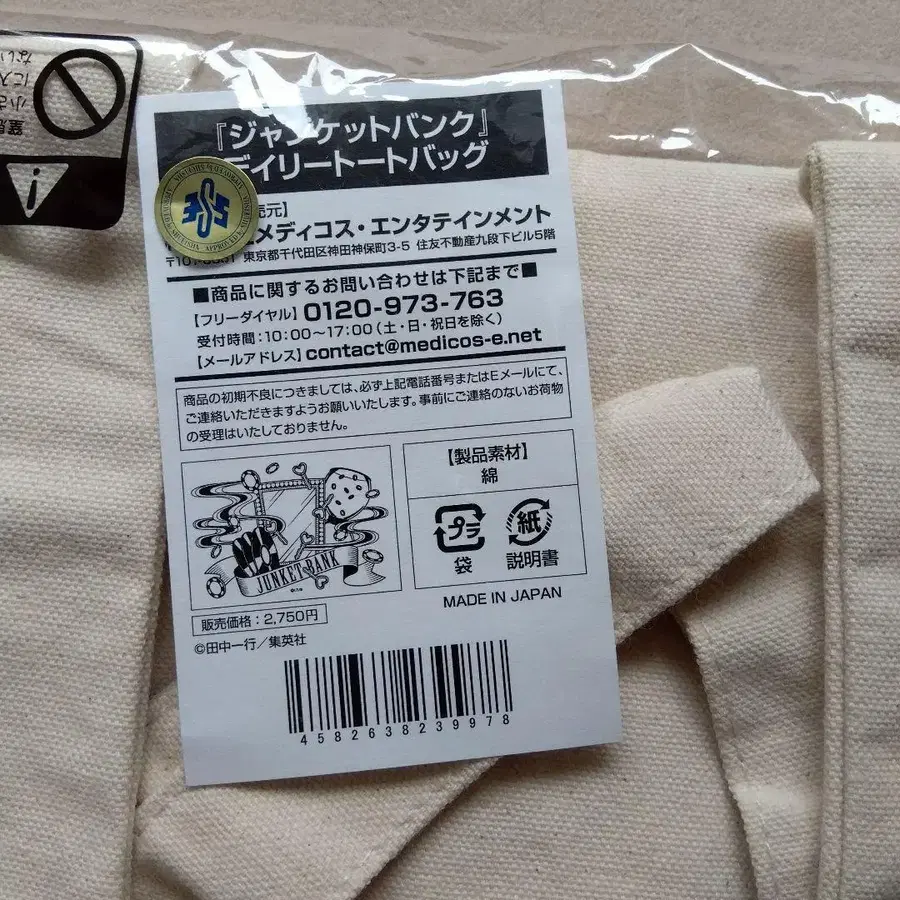 『ジャンケットバンク』
デイリートートバッグ
売元】
メディコス・エンタテインメント
東京都千代田区神田神保町3-5 住友不動産九段下ビル5階
■商品に関するお問い合わせは下記まで■
【フリーダイヤル】0120-973-763
受付時間：10:00～17:00（土・日・祝日を除く）
【メールアドレス】contact@medicos-e.net
商品の初期不良につきましては、必ず上記電話番号またはEメールにて、
ご連絡いただきますようお願いいたします。事前にご連絡のないお荷物
の受理はいたしておりません。
JUNKET BANK
【製品素材】
綿
プラ
袋
紙
説明書
MADE IN JAPAN
販売価格：2,750円
©田中一行／集英社
4582638239978